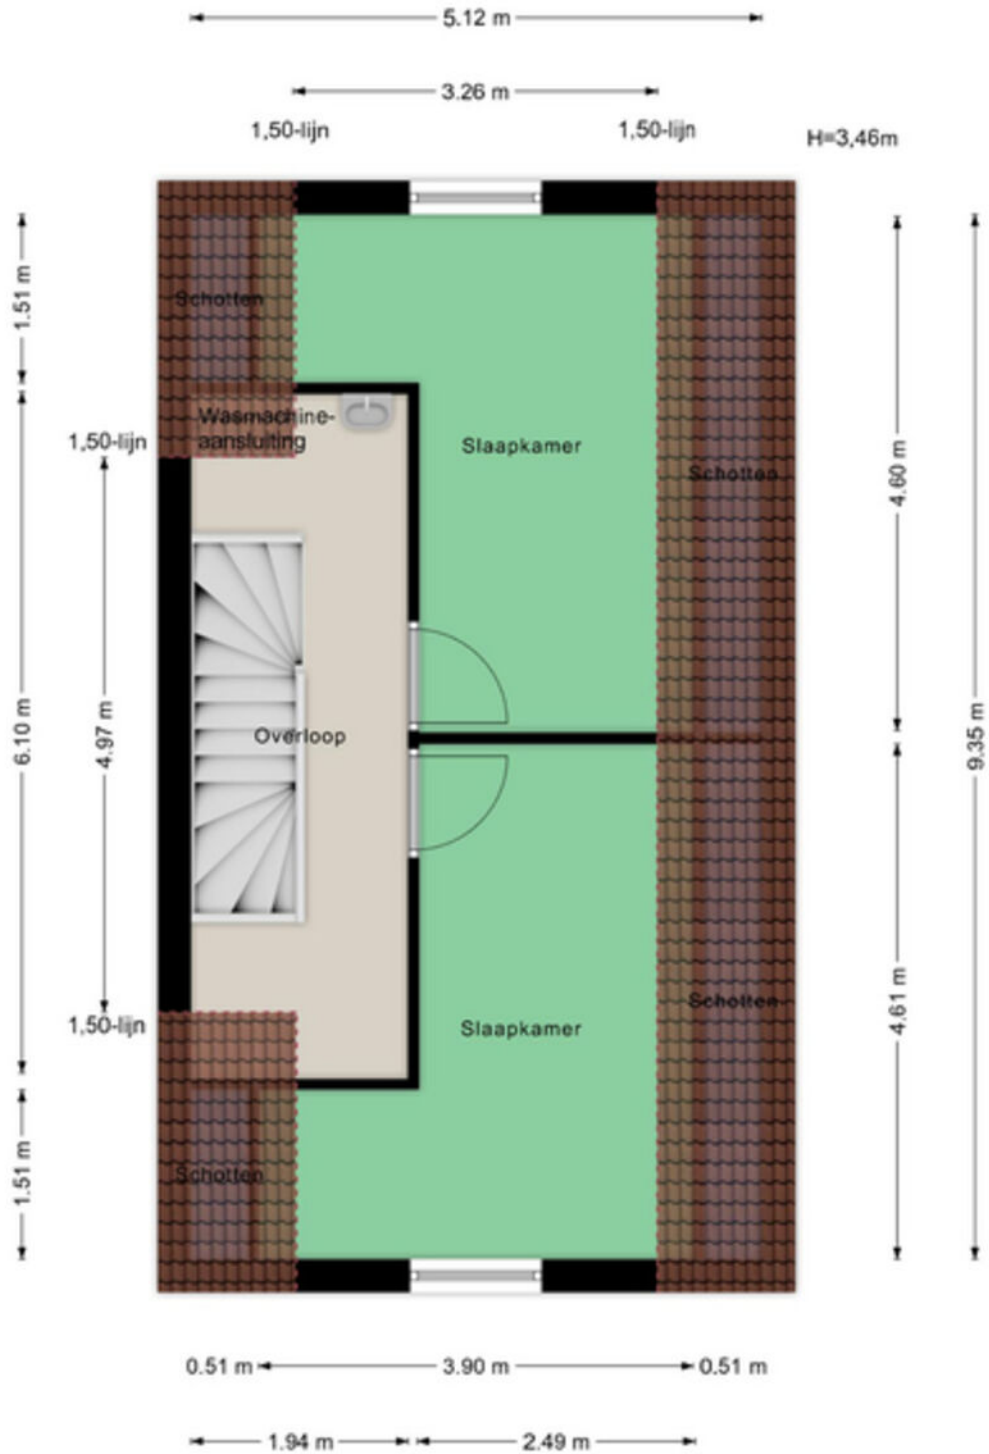 5.12 m
3.26 m
1,50-lijn
1,50-lijn
H=3,46m
1.51 m
Schotten
Wasmachine-
aansluiting
1,50-lijn
Slaapkamer
Schotten
4.60 m
6.10 m
4.97 m
Overloop
9.35 m
Schotten
4.61 m
1,50-lijn
Slaapkamer
1.51 m
Schotten
0.51 m
3.90 m
0.51 m
1.94 m
2.49 m